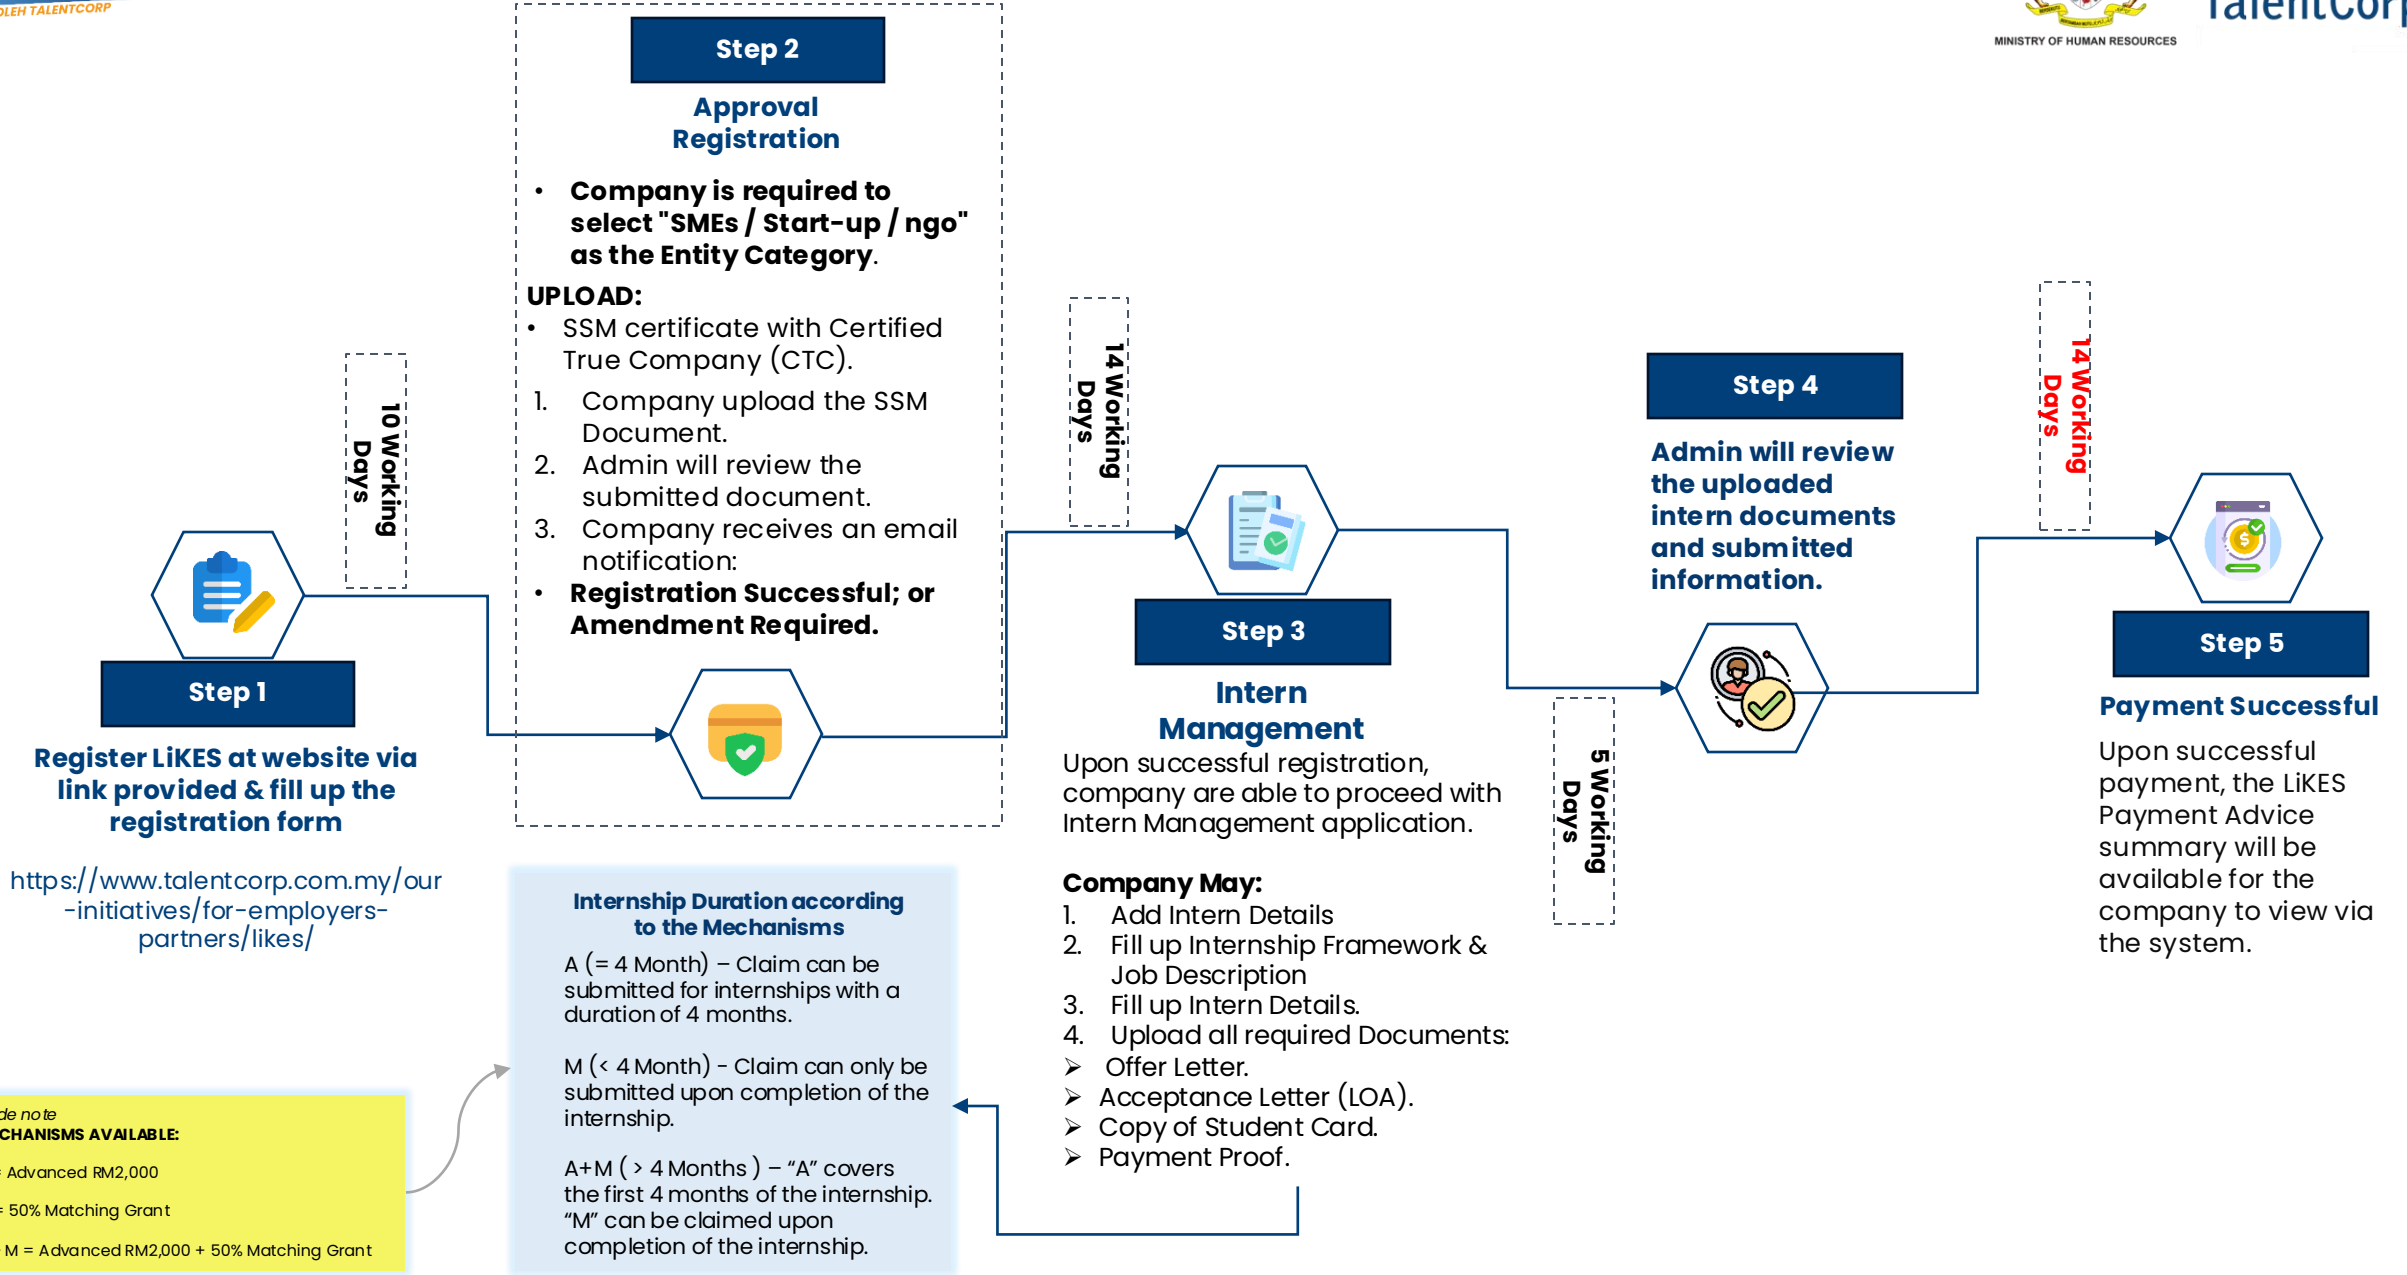 OLEH TALENTCORP
MINISTRY OF HUMAN RESOURCES
TalentCorp
Step 1
Register LiKES at website via
link provided & fill up the
registration form
https://www.talentcorp.com.my/our
-initiatives/for-employers-
partners/likes/
10 Working
Days
Step 2
Approval
Registration
• Company is required to
select "SMEs / Start-up / ngo"
as the Entity Category.
UPLOAD:
• SSM certificate with Certified
True Company (CTC).
1. Company upload the SSM
Document.
2. Admin will review the
submitted document.
3. Company receives an email
notification:
• Registration Successful; or
Amendment Required.
14 Working
Days
Step 3
Intern
Management
Upon successful registration,
company are able to proceed with
Intern Management application.
Company May:
1. Add Intern Details
2. Fill up Internship Framework &
Job Description
3. Fill up Intern Details.
4. Upload all required Documents:
➢ Offer Letter.
➢ Acceptance Letter (LOA).
➢ Copy of Student Card.
➢ Payment Proof.
5 Working
Days
Step 4
Admin will review
the uploaded
intern documents
and submitted
information.
14 Working
Days
Step 5
Payment Successful
Upon successful
payment, the LiKES
Payment Advice
summary will be
available for the
company to view via
the system.
Internship Duration according
to the Mechanisms
A (= 4 Month) – Claim can be
submitted for internships with a
duration of 4 months.
M (< 4 Month) - Claim can only be
submitted upon completion of the
internship.
A+M ( > 4 Months ) – “A” covers
the first 4 months of the internship.
“M” can be claimed upon
completion of the internship.
de note
CHANISMS AVAILABLE:
= Advanced RM2,000
= 50% Matching Grant
M = Advanced RM2,000 + 50% Matching Grant